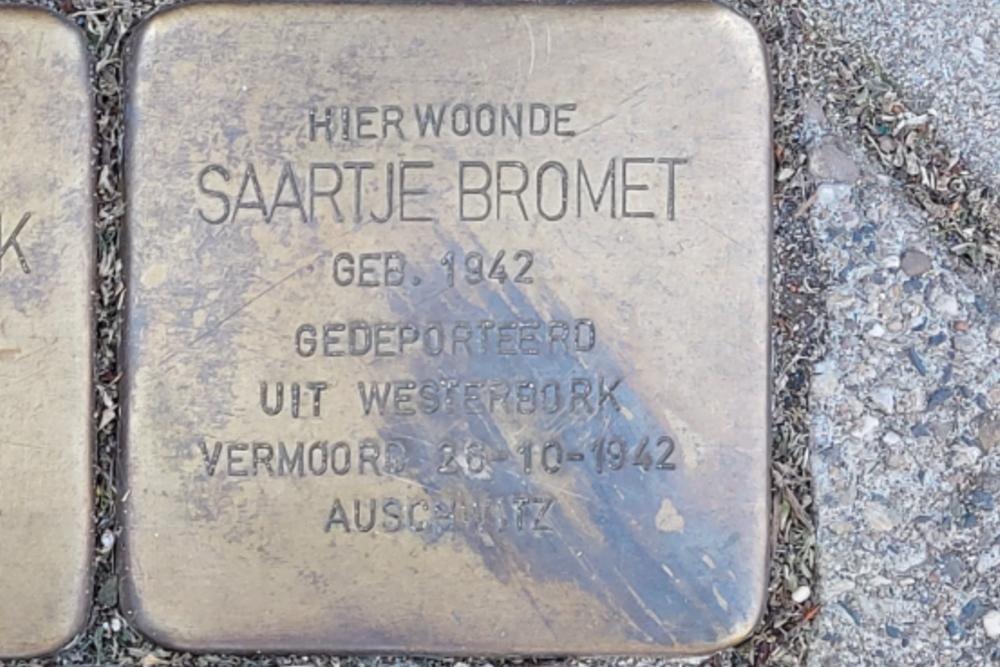 HIER WOONDE
SAARTJE BROMET
GEB. 1942
GEDEPORTEERD
UIT WESTERBORK
VERMOORD 26-10-1942
AUSCHWITZ
K